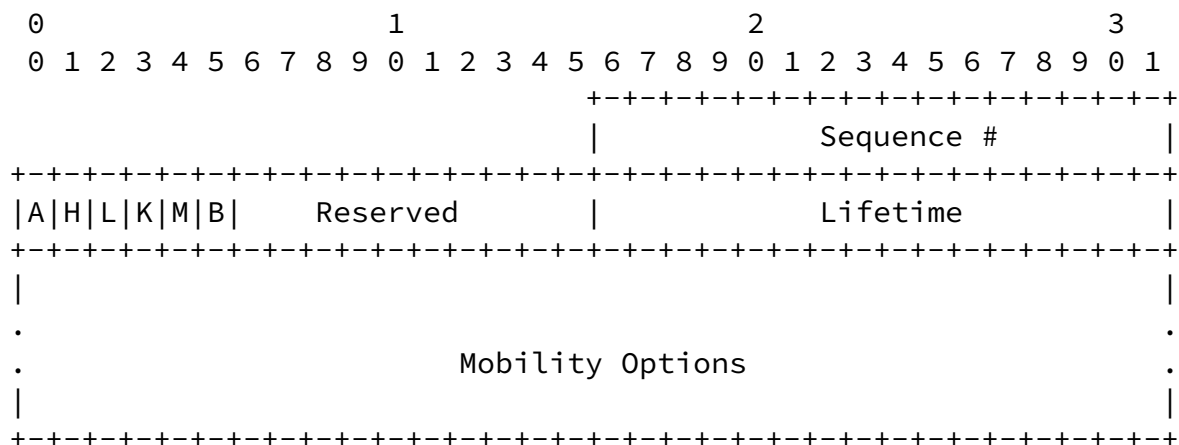 0                   1                   2                   3
 0 1 2 3 4 5 6 7 8 9 0 1 2 3 4 5 6 7 8 9 0 1 2 3 4 5 6 7 8 9 0 1
                                +-+-+-+-+-+-+-+-+-+-+-+-+-+-+-+-+
                                |            Sequence #         |
+-+-+-+-+-+-+-+-+-+-+-+-+-+-+-+-+-+-+-+-+-+-+-+-+-+-+-+-+-+-+-+-+
|A|H|L|K|M|B|    Reserved       |            Lifetime           |
+-+-+-+-+-+-+-+-+-+-+-+-+-+-+-+-+-+-+-+-+-+-+-+-+-+-+-+-+-+-+-+-+
|                                                               |
.                                                               .
.                        Mobility Options                       .
|                                                               |
+-+-+-+-+-+-+-+-+-+-+-+-+-+-+-+-+-+-+-+-+-+-+-+-+-+-+-+-+-+-+-+-+